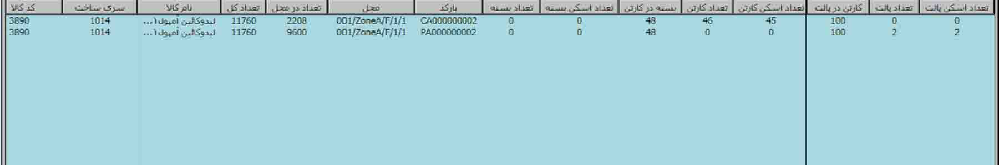 کد کالا سري ساخت نام کالا تعداد کل تعداد در محل محل بارکد تعداد بسته تعداد اسکن بسته بسته در کارتن تعداد کارتن تعداد اسکن کارتن کارتن در پالت تعداد پالت تعداد اسکن پالت
3890 1014 لیدوکائین آمپول۱... 11760 2208 001/ZoneA/F/1/1 CA000000002 0 0 48 46 45 100 0 0
3890 1014 لیدوکائین آمپول۱... 11760 9600 001/ZoneA/F/1/1 PA000000002 0 0 48 0 0 100 2 2